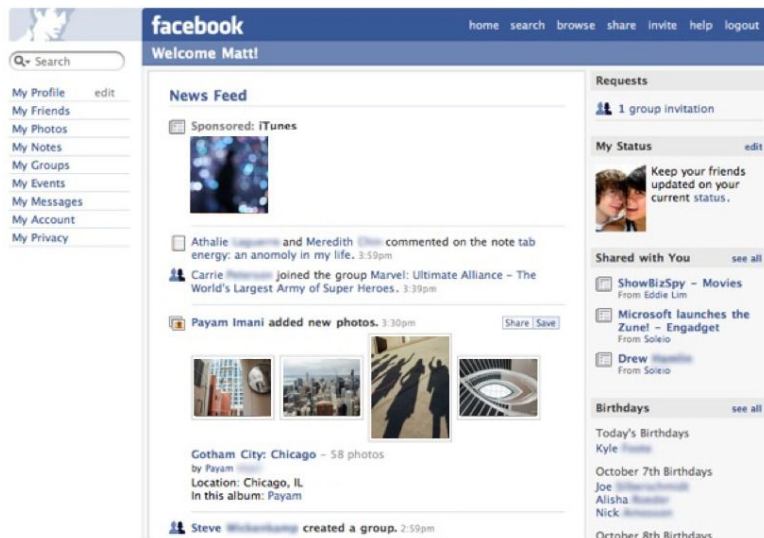 facebook
home search browse share invite help logout
Welcome Matt!
Search
My Profile edit
My Friends
My Photos
My Notes
My Groups
My Events
My Messages
My Account
My Privacy
News Feed
Sponsored: iTunes
Athalie and Meredith commented on the note tab
energy: an anomoly in my life. 3:59pm
Carrie joined the group Marvel: Ultimate Alliance – The
World's Largest Army of Super Heroes. 3:39pm
Payam Imani added new photos. 3:30pm
Share Save
Gotham City: Chicago – 58 photos
by Payam
Location: Chicago, IL
In this album: Payam
Steve created a group. 2:59pm
Requests
1 group invitation
My Status edit
Keep your friends
updated on your
current status.
Shared with You see all
ShowBizSpy – Movies
From Eddie Lim
Microsoft launches the
Zune! – Engadget
From Soleio
Drew
From Soleio
Birthdays see all
Today's Birthdays
Kyle
October 7th Birthdays
Joe
Alisha
Nick
October 8th Birthdays